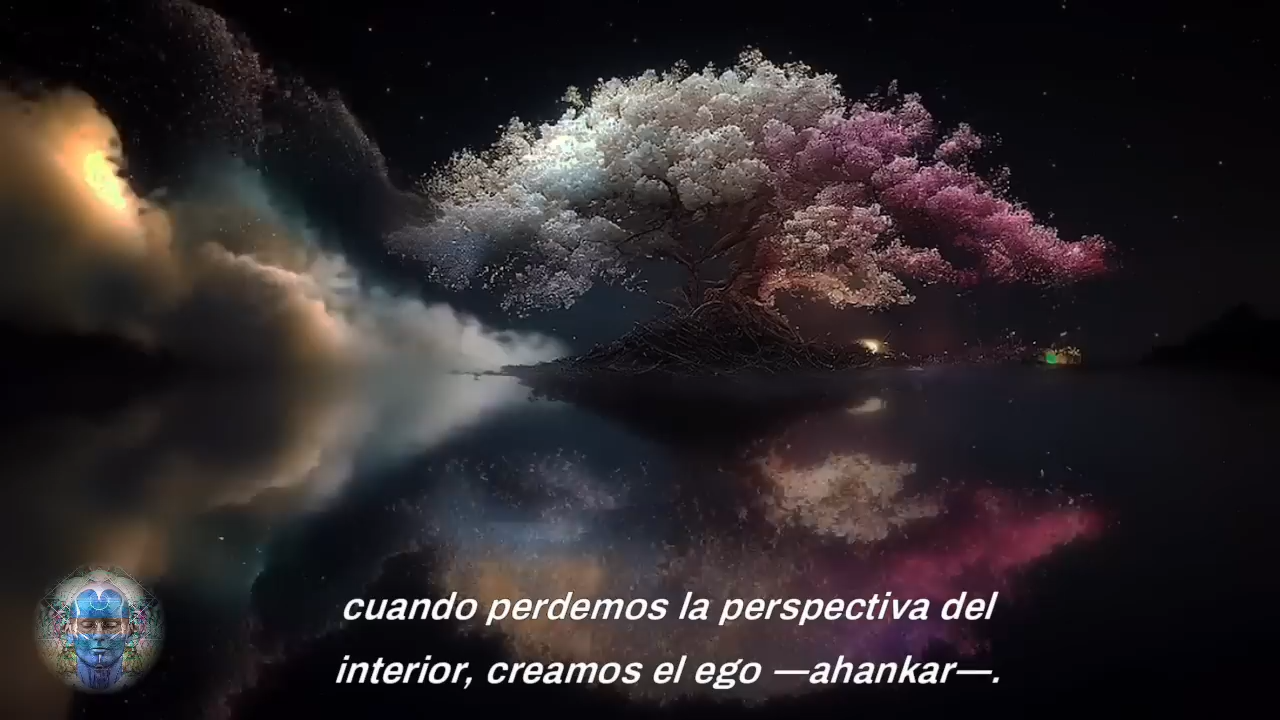 cuando perdemos la perspectiva del
interior, creamos el ego —ahankar—.